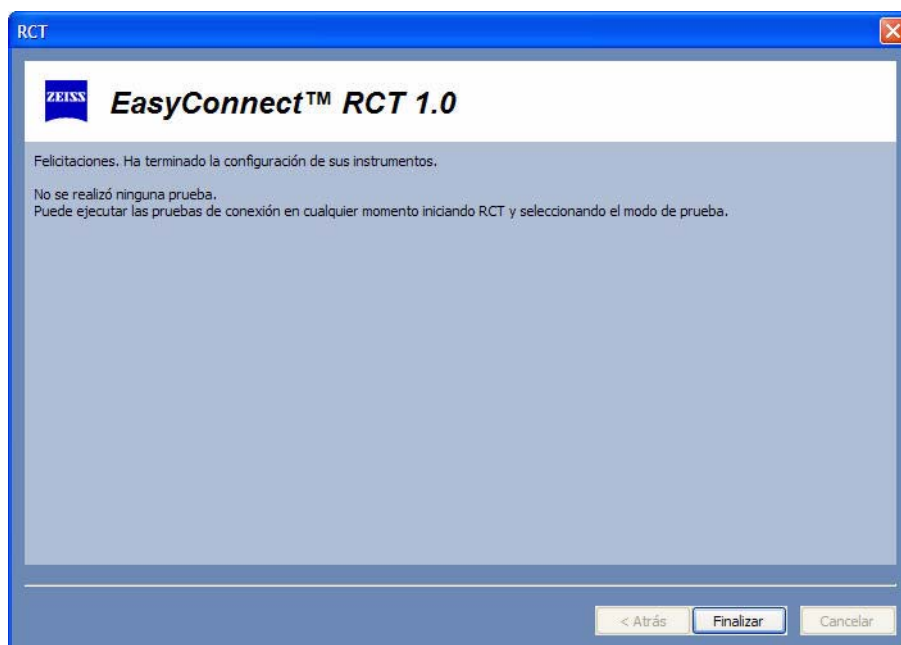 RCT
ZEISS
EasyConnect™ RCT 1.0
Felicitaciones. Ha terminado la configuración de sus instrumentos.
No se realizó ninguna prueba.
Puede ejecutar las pruebas de conexión en cualquier momento iniciando RCT y seleccionando el modo de prueba.
< Atrás
Finalizar
Cancelar